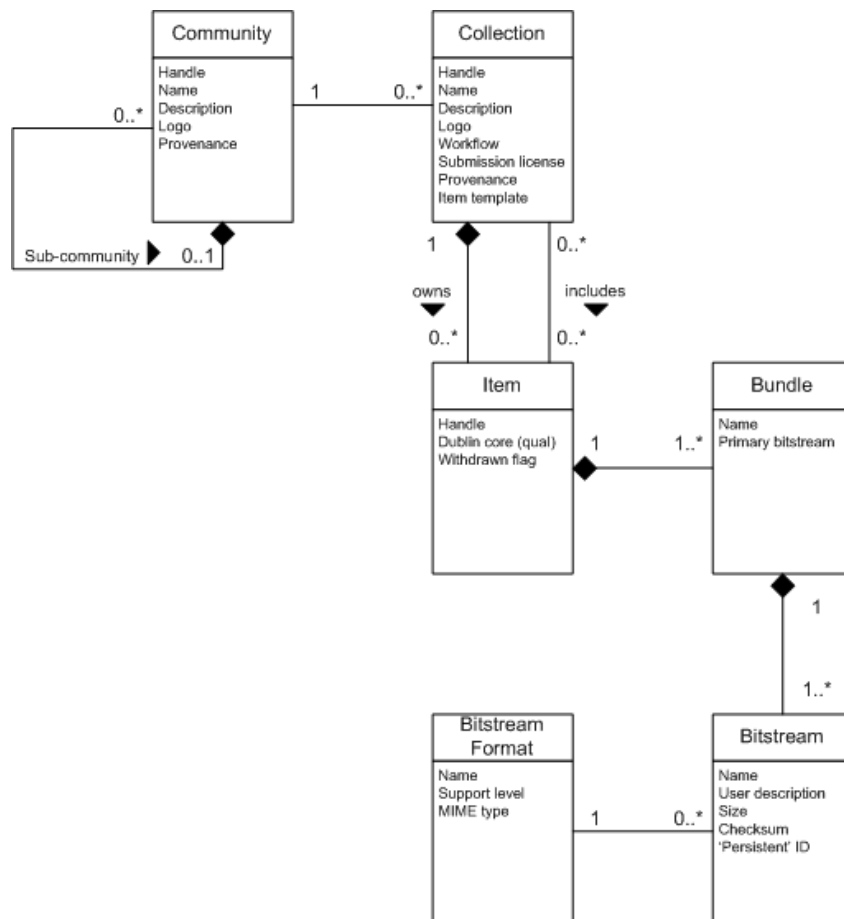 Community
Handle
Name
Description
Logo
Provenance
0..*
Sub-community
0..1
1
0..*
Collection
Handle
Name
Description
Logo
Workflow
Submission license
Provenance
Item template
1
0..*
owns
includes
0..*
0..*
Item
Handle
Dublin core (qual)
Withdrawn flag
1
1..*
Bundle
Name
Primary bitstream
1
1..*
Bitstream
Format
Name
Support level
MIME type
1
0..*
Bitstream
Name
User description
Size
Checksum
'Persistent' ID